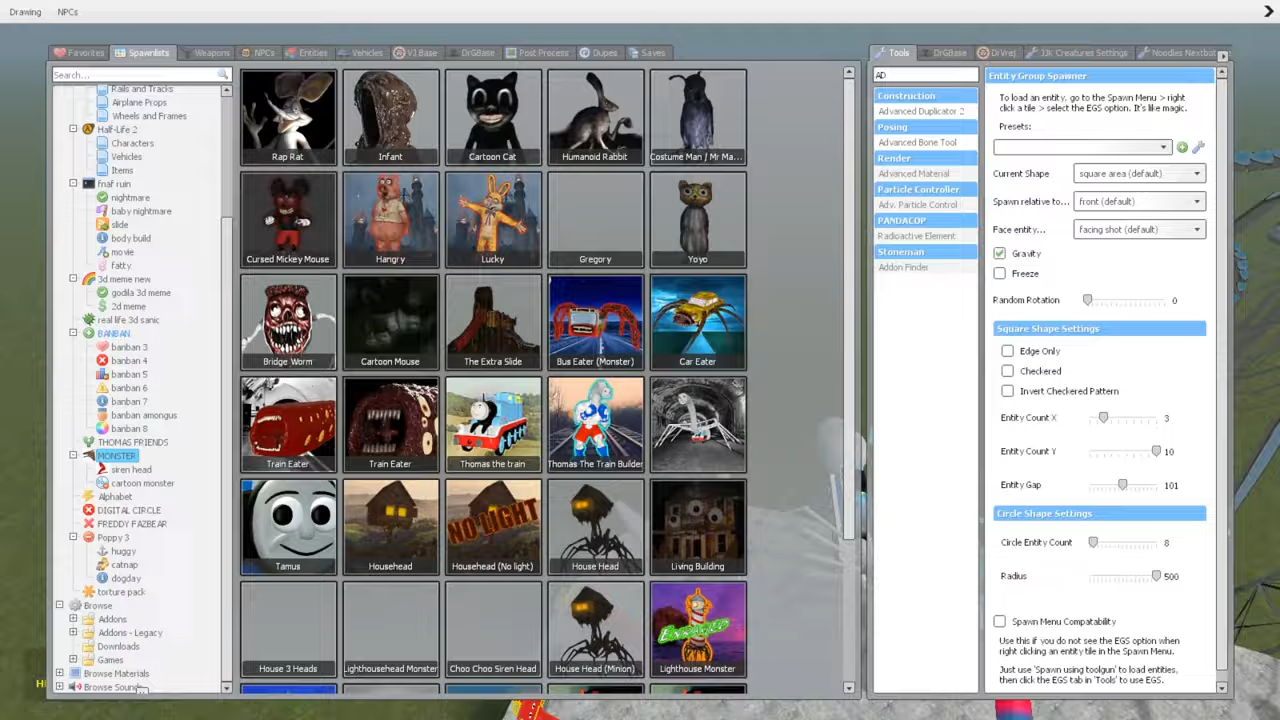 Drawing NPCs
Favorites Spawnlists Weapons NPCs Entities Vehicles VJ Base DrGBase Post Process Dupes Saves
Search...
Rails and Tracks
Airplane Props
Wheels and Frames
Half-Life 2
Characters
Vehicles
Items
fnaf ruin
nightmare
baby nightmare
slide
body build
movie
fatty
3d meme new
godila 3d meme
2d meme
real life 3d sanic
BANBAN
banban 3
banban 4
banban 5
banban 6
banban 7
banban amongus
banban 8
THOMAS FRIENDS
MONSTER
siren head
cartoon monster
Alphabet
DIGITAL CIRCLE
FREDDY FAZBEAR
Poppy 3
huggy
catnap
dogday
torture pack
Browse
Addons
Addons - Legacy
Downloads
Games
Browse Materials
Browse Sounds
Rap Rat Infant Cartoon Cat Humanoid Rabbit Costume Man / Mr Ma...
Cursed Mickey Mouse Hangry Lucky Gregory Yoyo
Bridge Worm Cartoon Mouse The Extra Slide Bus Eater (Monster) Car Eater
Train Eater Train Eater Thomas the train Thomas The Train Builder
NO LIGHT
Tamus Househead Househead (No light) House Head Living Building
House 3 Heads Lighthousehead Monster Choo Choo Siren Head House Head (Minion) Lighthouse Monster
Tools DrGBase DrVrej JJK Creatures Settings Noodles Nextbot
AD
Construction
Advanced Duplicator 2
Posing
Advanced Bone Tool
Render
Advanced Material
Particle Controller
Adv. Particle Control
PANDACOP
Radioactive Element
Stoneman
Addon Finder
Entity Group Spawner
To load an entity, go to the Spawn Menu > right
click a tile > select the EGS option. It's like magic.
Presets:
Current Shape square area (default)
Spawn relative to... front (default)
Face entity... facing shot (default)
Gravity
Freeze
Random Rotation 0
Square Shape Settings
Edge Only
Checkered
Invert Checkered Pattern
Entity Count X 3
Entity Count Y 10
Entity Gap 101
Circle Shape Settings
Circle Entity Count 8
Radius 500
Spawn Menu Compatability
Use this if you do not see the EGS option when
right clicking an entity tile in the Spawn Menu.
Just use 'Spawn using toolgun' to load entities,
then click the EGS tab in 'Tools' to use EGS.